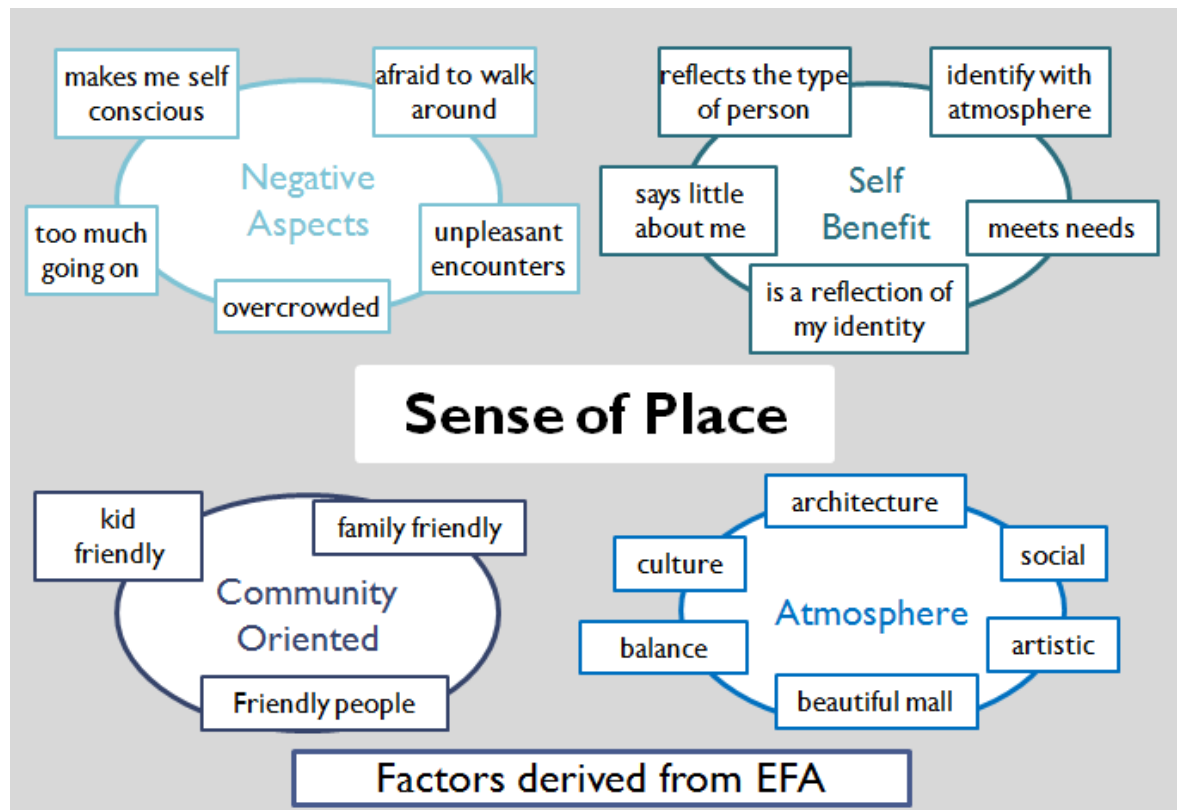 makes me self
conscious
afraid to walk
around
Negative
Aspects
too much
going on
unpleasant
encounters
overcrowded
reflects the type
of person
identify with
atmosphere
says little
about me
Self
Benefit
meets needs
is a reflection of
my identity
Sense of Place
kid
friendly
family friendly
Community
Oriented
Friendly people
architecture
culture
social
Atmosphere
balance
artistic
beautiful mall
Factors derived from EFA